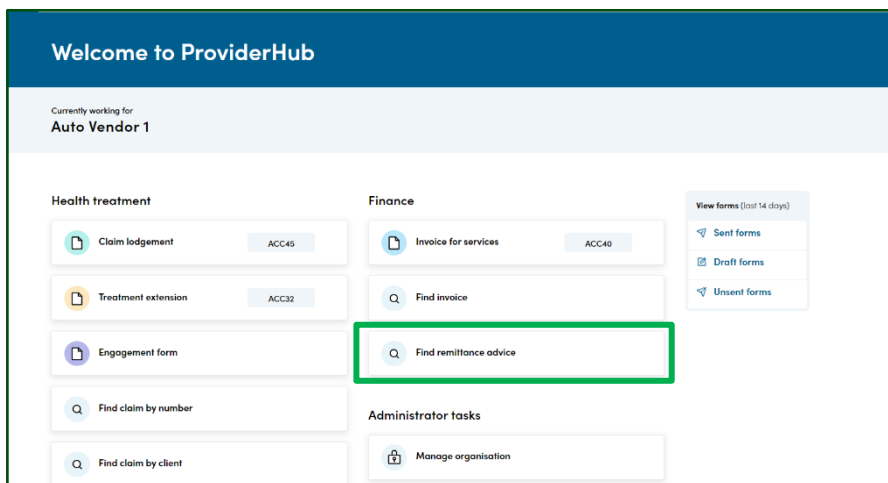 Welcome to ProviderHub
Currently working for
Auto Vendor 1
Health treatment
Claim lodgement
ACC45
Treatment extension
ACC32
Engagement form
Find claim by number
Find claim by client
Finance
Invoice for services
ACC40
Find invoice
Find remittance advice
Administrator tasks
Manage organisation
View forms (last 14 days)
Sent forms
Draft forms
Unsent forms